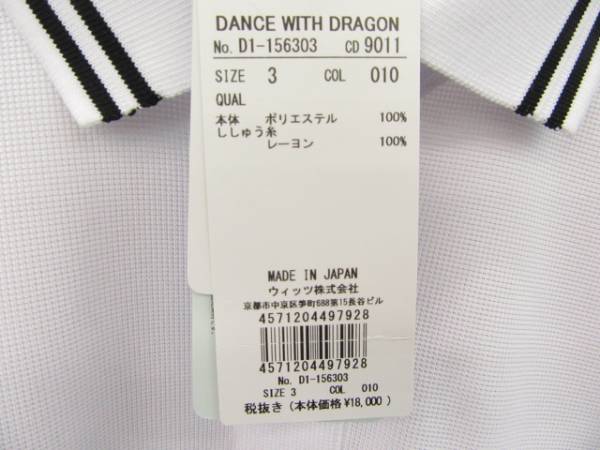 DANCE WITH DRAGON
No. D1-156303 CD 9011
SIZE 3 COL 010
QUAL
本体 ポリエステル 100%
ししゅう糸
レーヨン 100%
MADE IN JAPAN
ウィッツ株式会社
京都市中京区笋町688第15長谷ビル
4571204497928
4571204497928
No. D1-156303
SIZE 3 COL 010
税抜き(本体価格¥18,000)